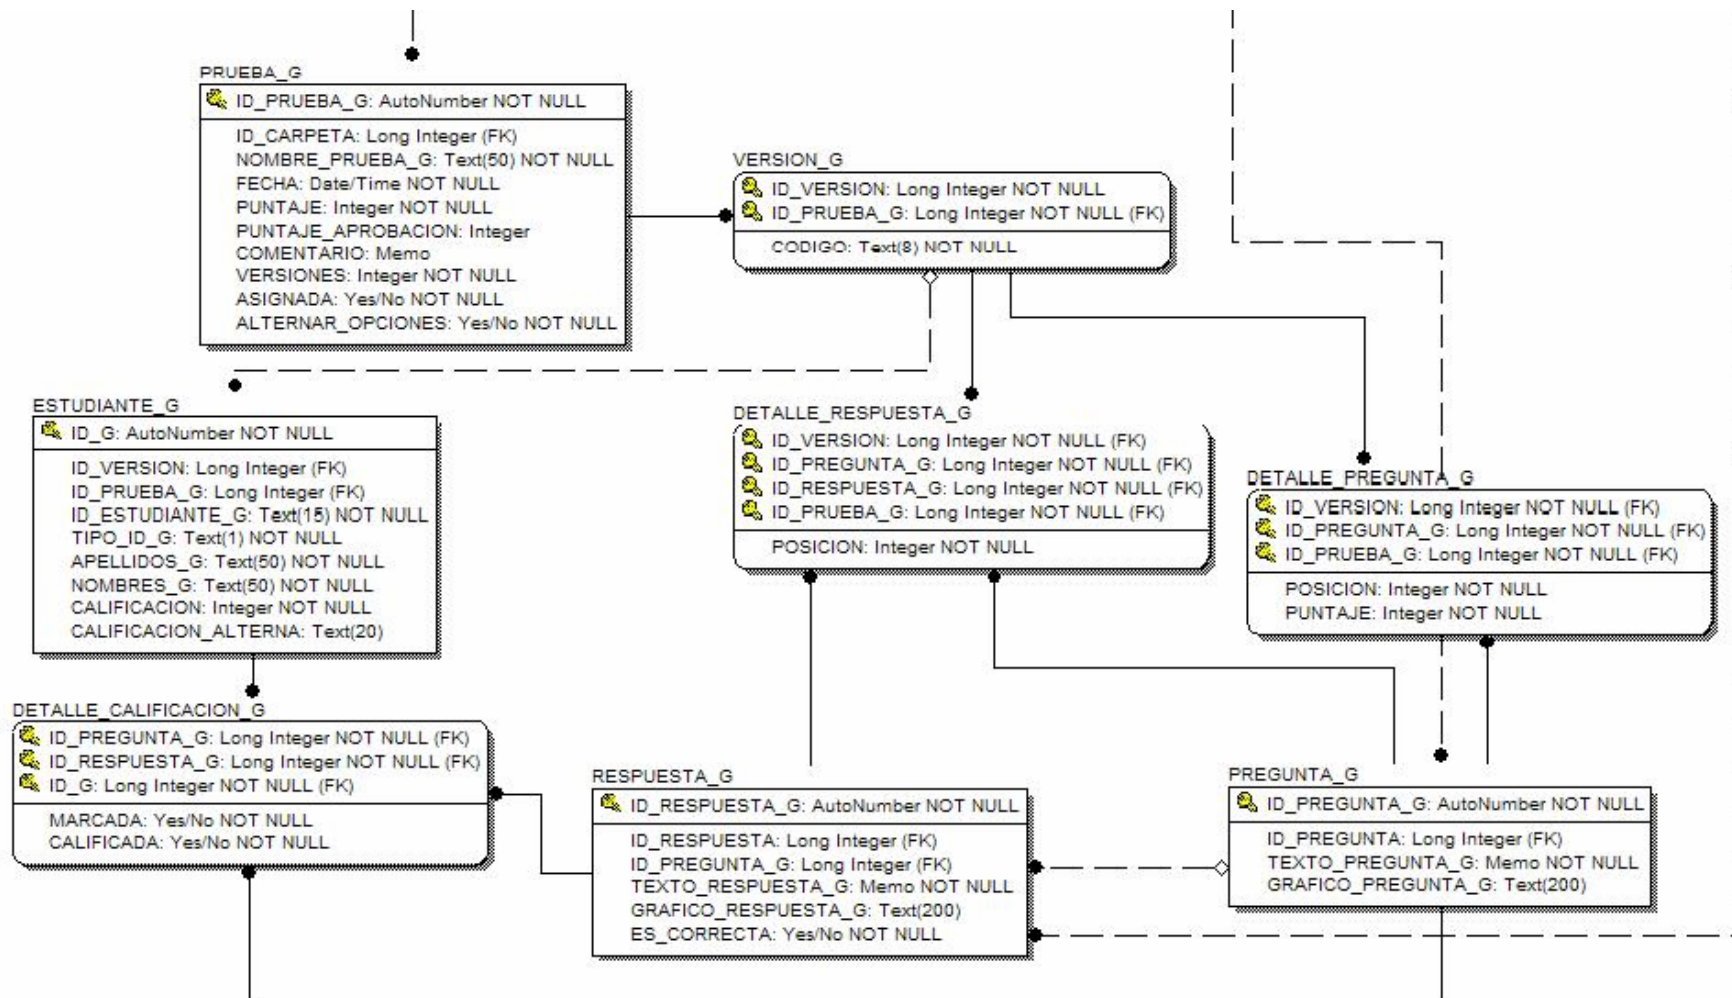 PRUEBA_G
ID_PRUEBA_G: AutoNumber NOT NULL
ID_CARPETA: Long Integer (FK)
NOMBRE_PRUEBA_G: Text(50) NOT NULL
FECHA: Date/Time NOT NULL
PUNTAJE: Integer NOT NULL
PUNTAJE_APROBACION: Integer
COMENTARIO: Memo
VERSIONES: Integer NOT NULL
ASIGNADA: Yes/No NOT NULL
ALTERNAR_OPCIONES: Yes/No NOT NULL
VERSION_G
ID_VERSION: Long Integer NOT NULL
ID_PRUEBA_G: Long Integer NOT NULL (FK)
CODIGO: Text(8) NOT NULL
ESTUDIANTE_G
ID_G: AutoNumber NOT NULL
ID_VERSION: Long Integer (FK)
ID_PRUEBA_G: Long Integer (FK)
ID_ESTUDIANTE_G: Text(15) NOT NULL
TIPO_ID_G: Text(1) NOT NULL
APELLIDOS_G: Text(50) NOT NULL
NOMBRES_G: Text(50) NOT NULL
CALIFICACION: Integer NOT NULL
CALIFICACION_ALTERNA: Text(20)
DETALLE_RESPUESTA_G
ID_VERSION: Long Integer NOT NULL (FK)
ID_PREGUNTA_G: Long Integer NOT NULL (FK)
ID_RESPUESTA_G: Long Integer NOT NULL (FK)
ID_PRUEBA_G: Long Integer NOT NULL (FK)
POSICION: Integer NOT NULL
DETALLE_PREGUNTA_G
ID_VERSION: Long Integer NOT NULL (FK)
ID_PREGUNTA_G: Long Integer NOT NULL (FK)
ID_PRUEBA_G: Long Integer NOT NULL (FK)
POSICION: Integer NOT NULL
PUNTAJE: Integer NOT NULL
DETALLE_CALIFICACION_G
ID_PREGUNTA_G: Long Integer NOT NULL (FK)
ID_RESPUESTA_G: Long Integer NOT NULL (FK)
ID_G: Long Integer NOT NULL (FK)
MARCADA: Yes/No NOT NULL
CALIFICADA: Yes/No NOT NULL
RESPUESTA_G
ID_RESPUESTA_G: AutoNumber NOT NULL
ID_RESPUESTA: Long Integer (FK)
ID_PREGUNTA_G: Long Integer (FK)
TEXTO_RESPUESTA_G: Memo NOT NULL
GRAFICO_RESPUESTA_G: Text(200)
ES_CORRECTA: Yes/No NOT NULL
PREGUNTA_G
ID_PREGUNTA_G: AutoNumber NOT NULL
ID_PREGUNTA: Long Integer (FK)
TEXTO_PREGUNTA_G: Memo NOT NULL
GRAFICO_PREGUNTA_G: Text(200)